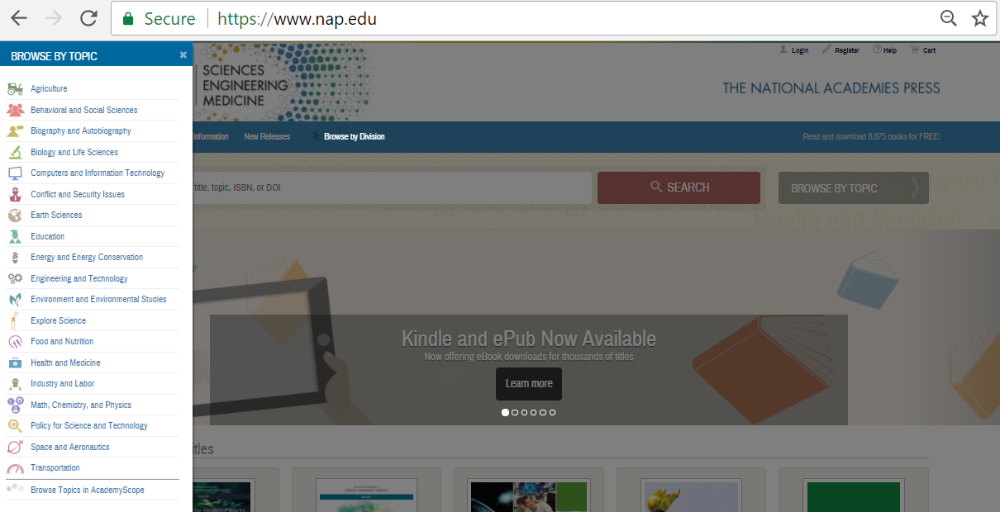 Secure https://www.nap.edu
BROWSE BY TOPIC ×
Agriculture
Behavioral and Social Sciences
Biography and Autobiography
Biology and Life Sciences
Computers and Information Technology
Conflict and Security Issues
Earth Sciences
Education
Energy and Energy Conservation
Engineering and Technology
Environment and Environmental Studies
Explore Science
Food and Nutrition
Health and Medicine
Industry and Labor
Math, Chemistry, and Physics
Policy for Science and Technology
Space and Aeronautics
Transportation
Browse Topics in AcademyScope
SCIENCES
ENGINEERING
MEDICINE
Login Register Help Cart
THE NATIONAL ACADEMIES PRESS
Information New Releases Browse by Division Read and download 8,875 books for FREE!
title, topic, ISBN, or DOI SEARCH BROWSE BY TOPIC
Health and Medicine
Kindle and ePub Now Available
Now offering eBook downloads for thousands of titles
Learn more
itles
The Health Effects